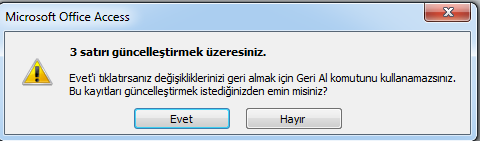 Microsoft Office Access
3 satırı güncelleştirmek üzeresiniz.
Evet'i tıklatırsanız değişikliklerinizi geri almak için Geri Al komutunu kullanamazsınız.
Bu kayıtları güncelleştirmek istediğinizden emin misiniz?
Evet
Hayır